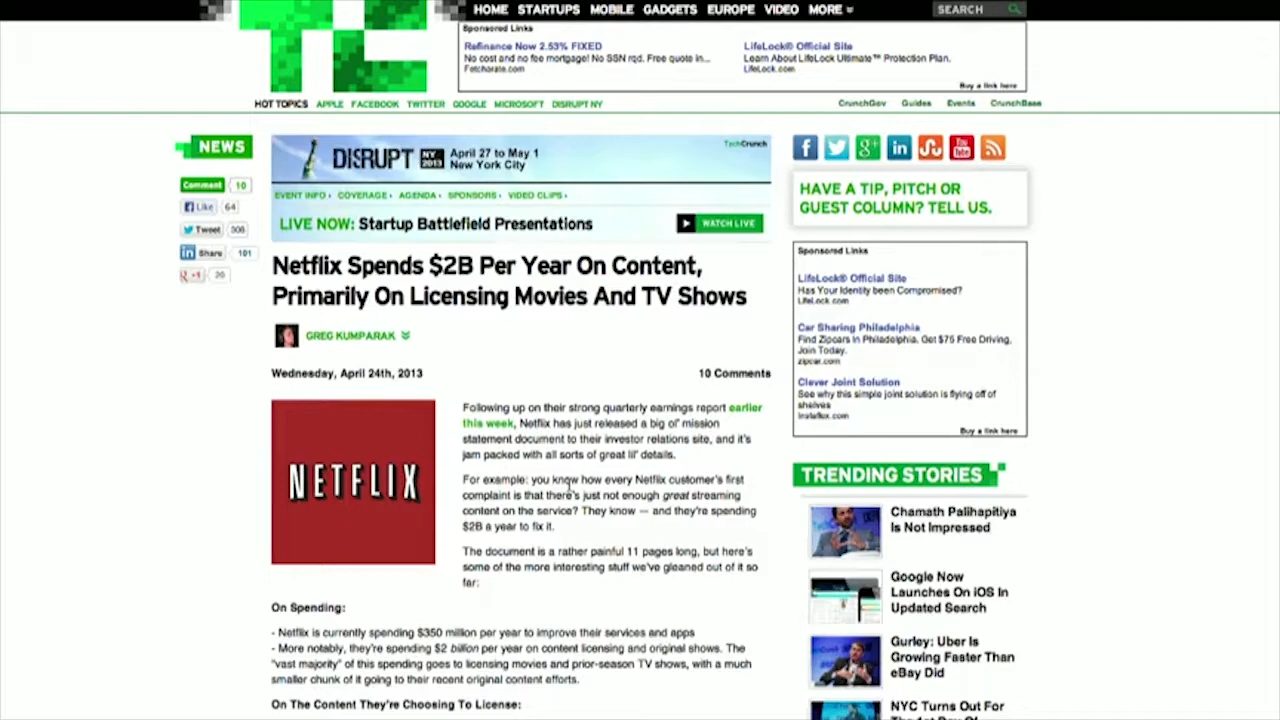 HOME STARTUPS MOBILE GADGETS EUROPE VIDEO MORE
SEARCH
TC
Sponsored Links
Refinance Now 2.53% FIXED
No cost and no fee mortgage! No SSN rqd. Free quote in...
Fetcharate.com
LifeLock® Official Site
Learn About LifeLock Ultimate™ Protection Plan.
LifeLock.com
Buy a link here
HOT TOPICS APPLE FACEBOOK TWITTER GOOGLE MICROSOFT DISRUPT NY
CrunchGov Guides Events CrunchBase
NEWS
Comment 10
Like 64
Tweet 308
in Share 101
+1 20
DISRUPT NY 2013
April 27 to May 1
New York City
TechCrunch
EVENT INFO COVERAGE AGENDA SPONSORS VIDEO CLIPS
LIVE NOW: Startup Battlefield Presentations
WATCH LIVE
Netflix Spends $2B Per Year On Content,
Primarily On Licensing Movies And TV Shows
GREG KUMPARAK
Wednesday, April 24th, 2013
10 Comments
NETFLIX
Following up on their strong quarterly earnings report earlier
this week, Netflix has just released a big ol' mission
statement document to their investor relations site, and it's
jam packed with all sorts of great lil' details.
For example: you know how every Netflix customer's first
complaint is that there's just not enough great streaming
content on the service? They know — and they're spending
$2B a year to fix it.
The document is a rather painful 11 pages long, but here's
some of the more interesting stuff we've gleaned out of it so
far:
On Spending:
- Netflix is currently spending $350 million per year to improve their services and apps
- More notably, they're spending $2 billion per year on content licensing and original shows. The
"vast majority" of this spending goes to licensing movies and prior-season TV shows, with a much
smaller chunk of it going to their recent original content efforts.
On The Content They're Choosing To License:
f g+ in You Tube
HAVE A TIP, PITCH OR
GUEST COLUMN? TELL US.
Sponsored Links
LifeLock® Official Site
Has Your Identity been Compromised?
LifeLock.com
Car Sharing Philadelphia
Find Zipcars in Philadelphia. Get $75 Free Driving,
Join Today.
zipcar.com
Clever Joint Solution
See why this simple joint solution is flying off of
shelves
Instaflex.com
Buy a link here
TRENDING STORIES
Chamath Palihapitiya
Is Not Impressed
Google Now
Launches On iOS In
Updated Search
Gurley: Uber Is
Growing Faster Than
eBay Did
NYC Turns Out For
The 1st Day Of